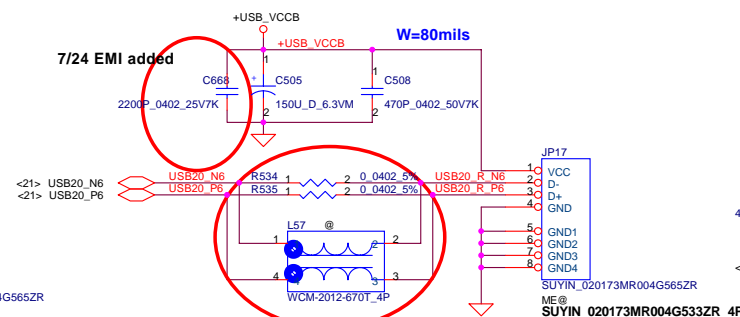 +USB_VCCB
+USB_VCCB
W=80mils
7/24 EMI added
1
1
C668
+
C505
C508
2200P_0402_25V7K
150U_D_6.3VM
470P_0402_50V7K
2
2
JP17
<21> USB20_N6
USB20_N6
R534
1
2
0_0402_5%
USB20_R_N6
<21> USB20_P6
USB20_P6
R535
1
2
0_0402_5%
USB20_R_P6
1
VCC
2
D-
3
D+
4
GND
5
GND1
6
GND2
7
GND3
8
GND4
L57
@
1
2
2
4
3
3
WCM-2012-670T_4P
4
<
G565ZR
SUYIN_020173MR004G565ZR
ME@
SUYIN_020173MR004G533ZR_4P